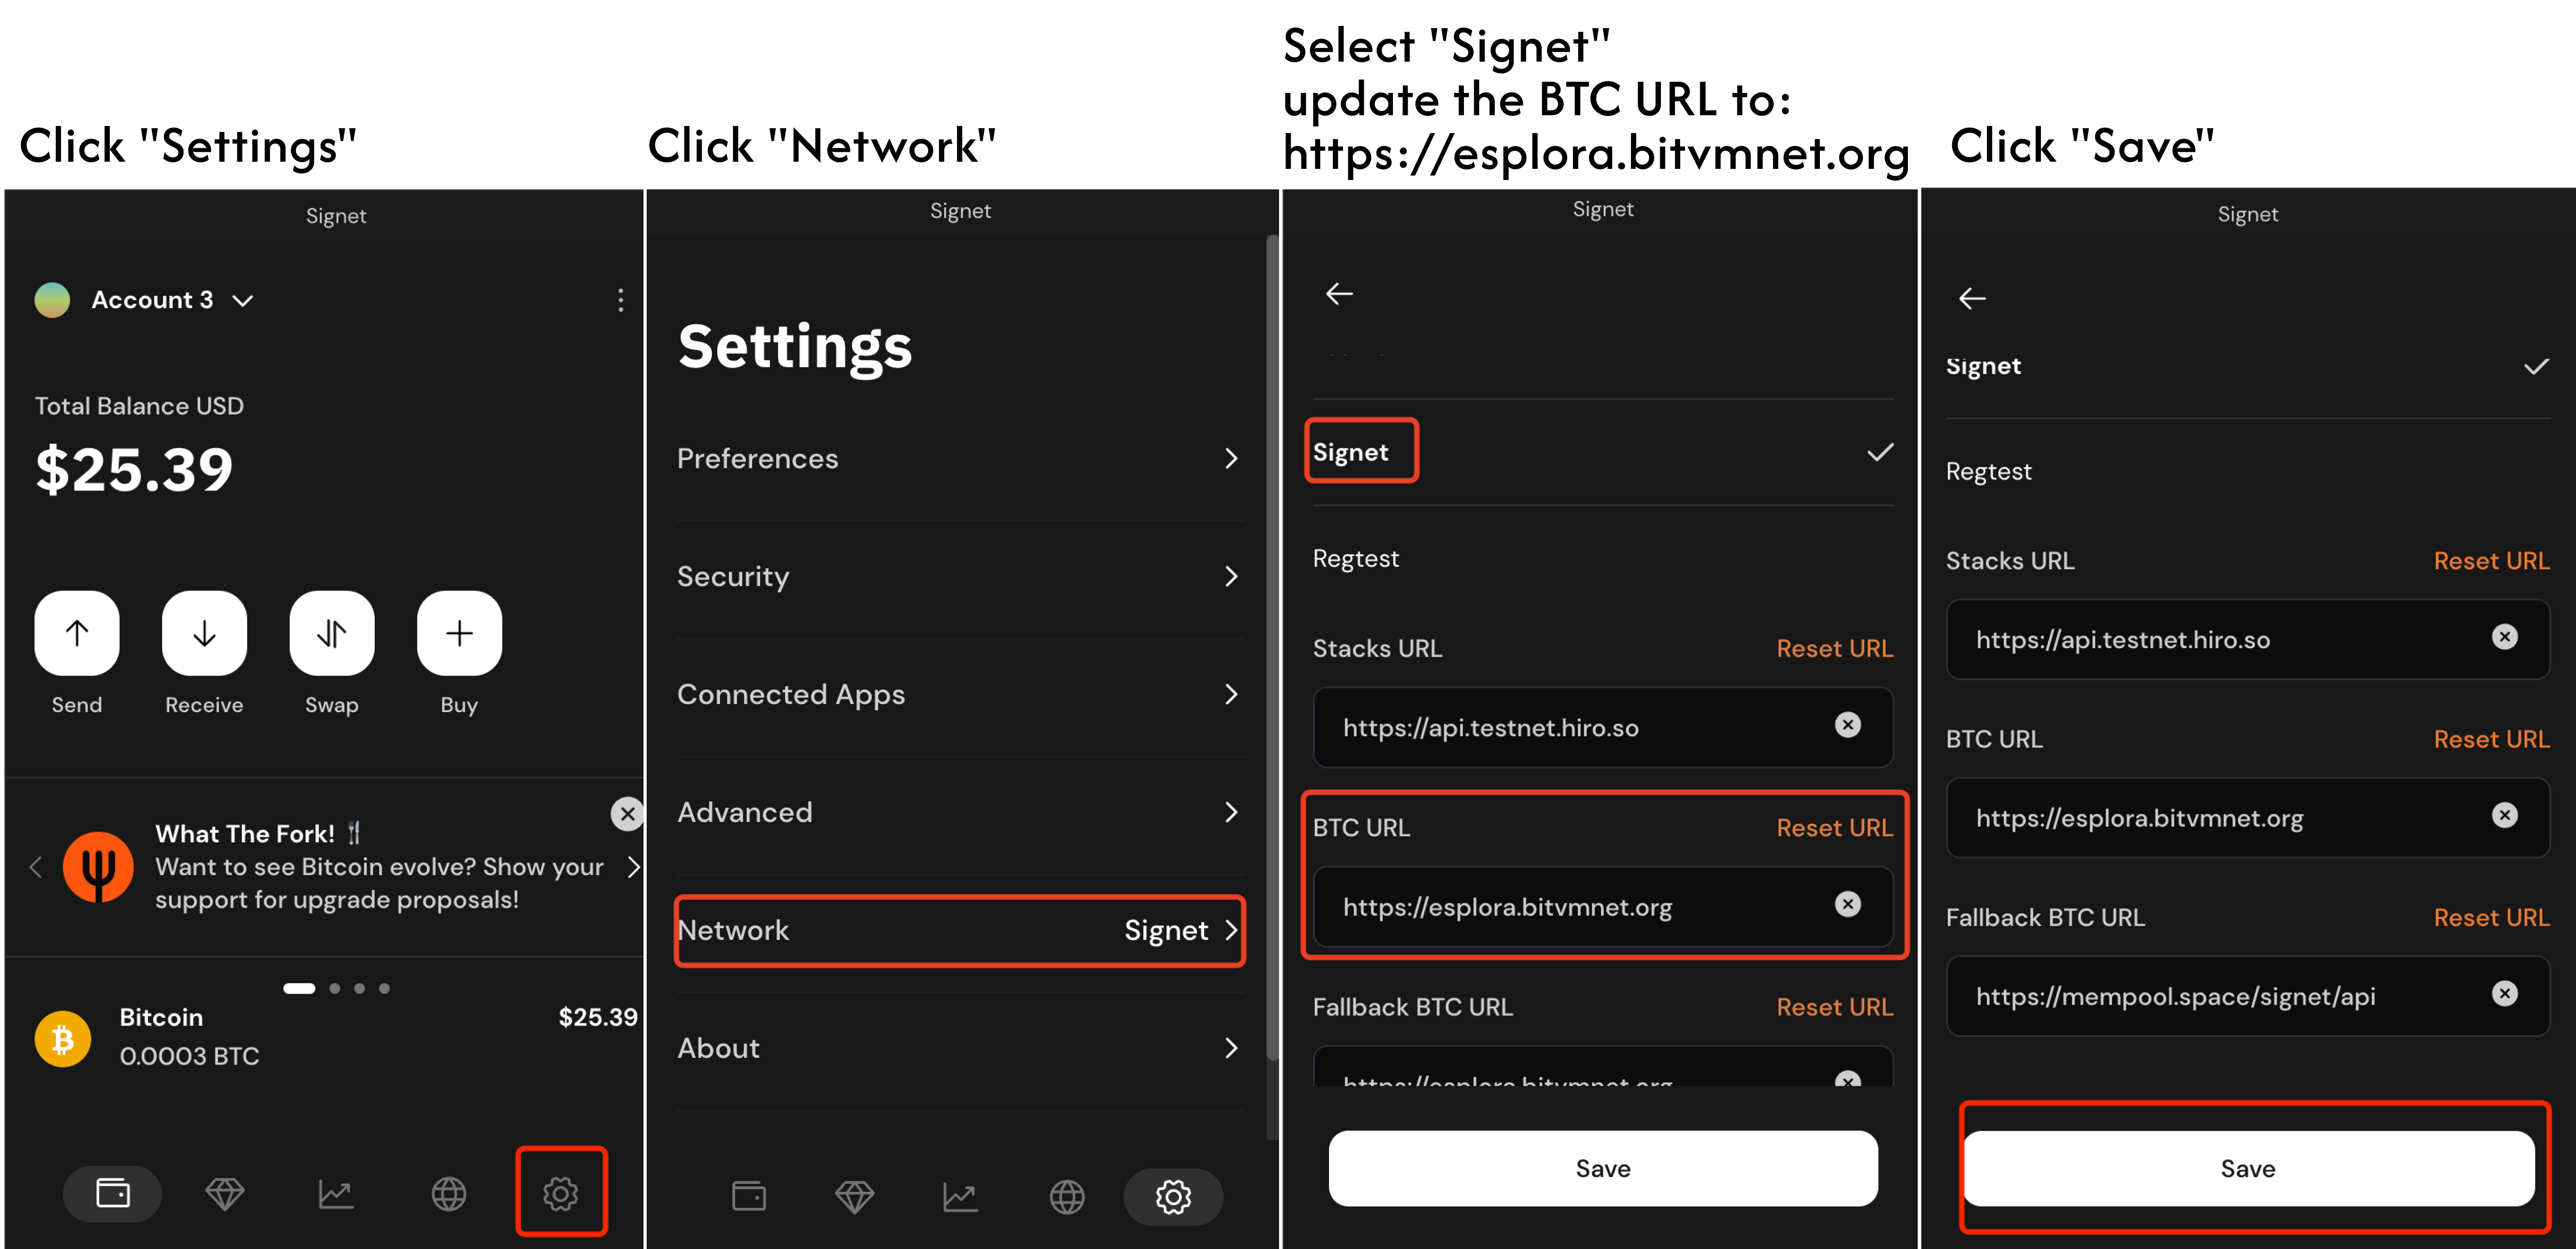 Click "Settings"
Signet
Account 3
Total Balance USD
$25.39
Send
Receive
Swap
Buy
What The Fork! 🍴
Want to see Bitcoin evolve? Show your
support for upgrade proposals!
Bitcoin
$25.39
0.0003 BTC
Click "Network"
Signet
Settings
Preferences
Security
Connected Apps
Advanced
Network
Signet
About
Select "Signet"
update the BTC URL to:
https://esplora.bitvmnet.org
Signet
Signet
Regtest
Stacks URL
Reset URL
https://api.testnet.hiro.so
BTC URL
Reset URL
https://esplora.bitvmnet.org
Fallback BTC URL
Reset URL
https://esplora.bitvmnet.org
Save
Click "Save"
Signet
Signet
Regtest
Stacks URL
Reset URL
https://api.testnet.hiro.so
BTC URL
Reset URL
https://esplora.bitvmnet.org
Fallback BTC URL
Reset URL
https://mempool.space/signet/api
Save